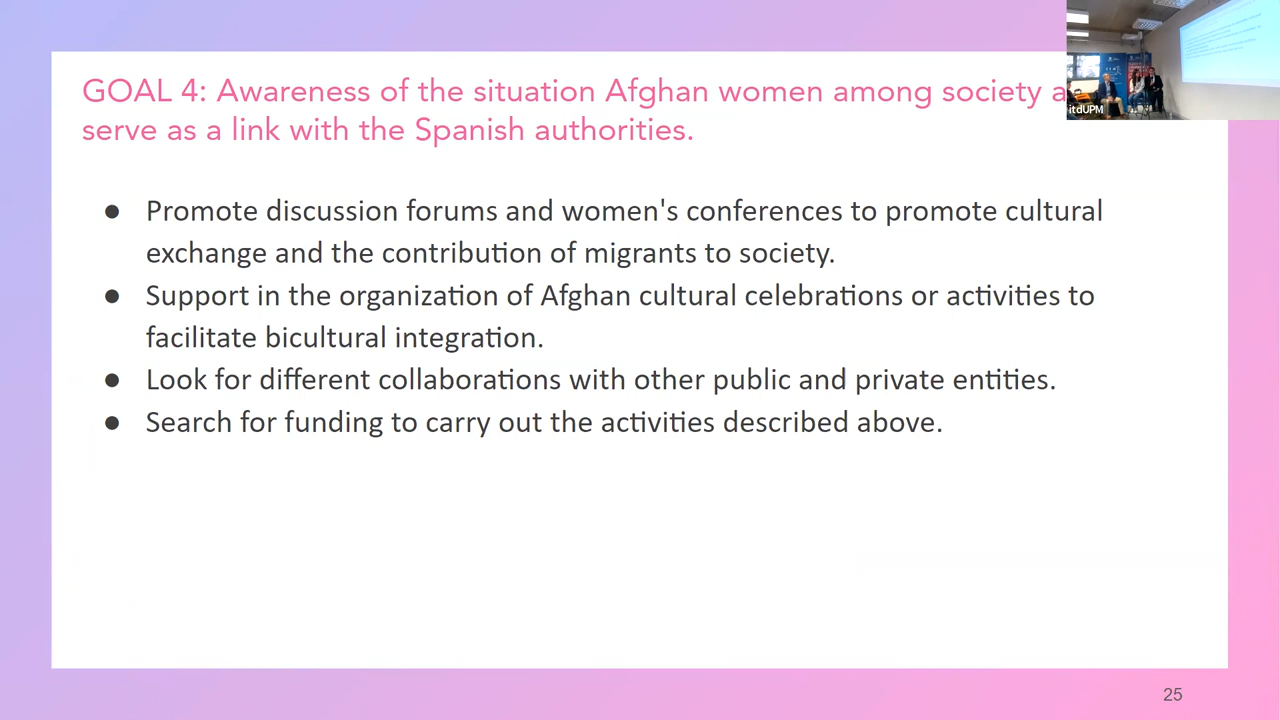 GOAL 4: Awareness of the situation Afghan women among society a
serve as a link with the Spanish authorities.
● Promote discussion forums and women's conferences to promote cultural
exchange and the contribution of migrants to society.
● Support in the organization of Afghan cultural celebrations or activities to
facilitate bicultural integration.
● Look for different collaborations with other public and private entities.
● Search for funding to carry out the activities described above.
itdUPM
25